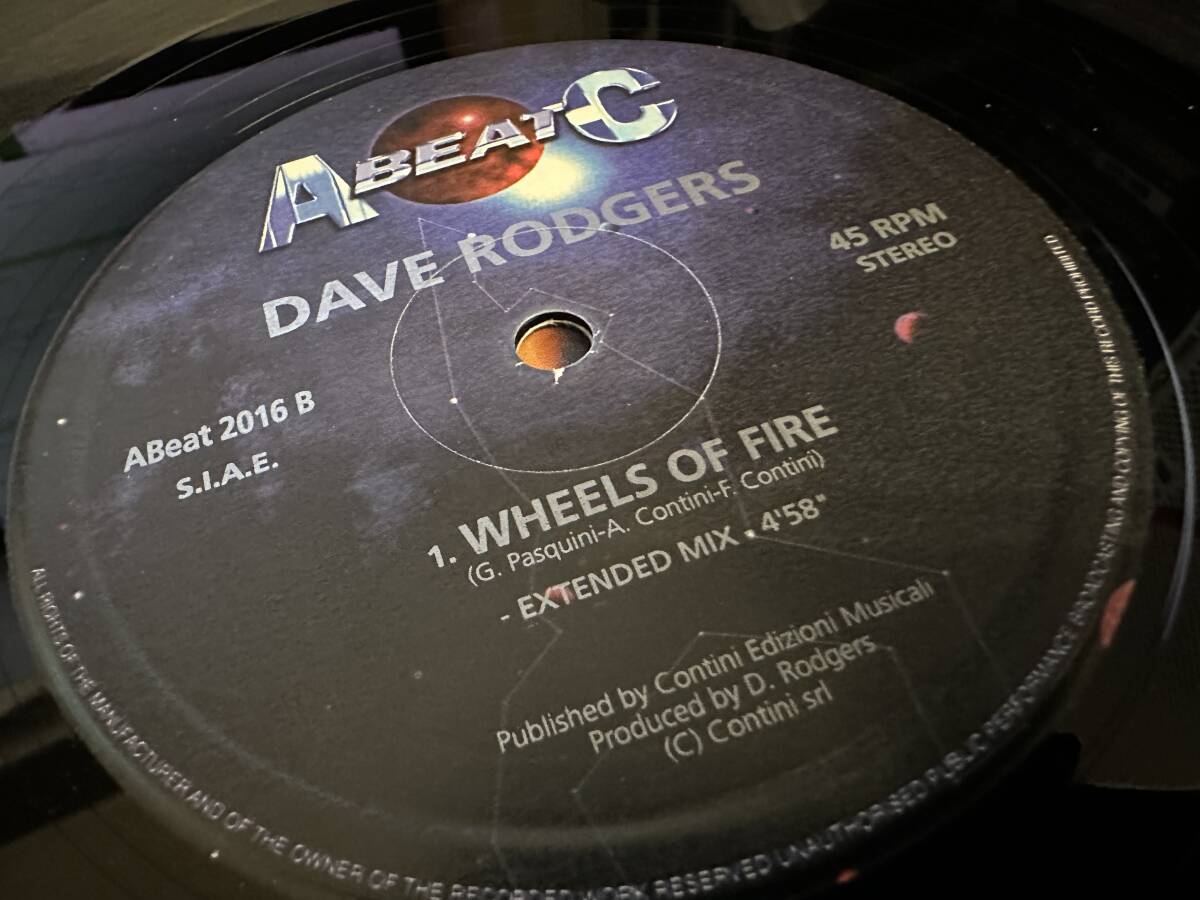 ABEATC
DAVE RODGERS
45 RPM
STEREO
ABeat 2016 B
S.I.A.E.
1. WHEELS OF FIRE
(G. Pasquini-A. Contini-F. Contini)
- EXTENDED MIX • 4'58"
Published by Contini Edizioni Musicali
Produced by D. Rodgers
(C) Contini srl
ALL RIGHTS OF THE MANUFACTURER AND OF THE OWNER OF THE RECORDED WORK RESERVED UNAUTHORISED PUBLIC PERFORMANCE BROADCASTING AND COPYING OF THIS RECORD PROHIBITED